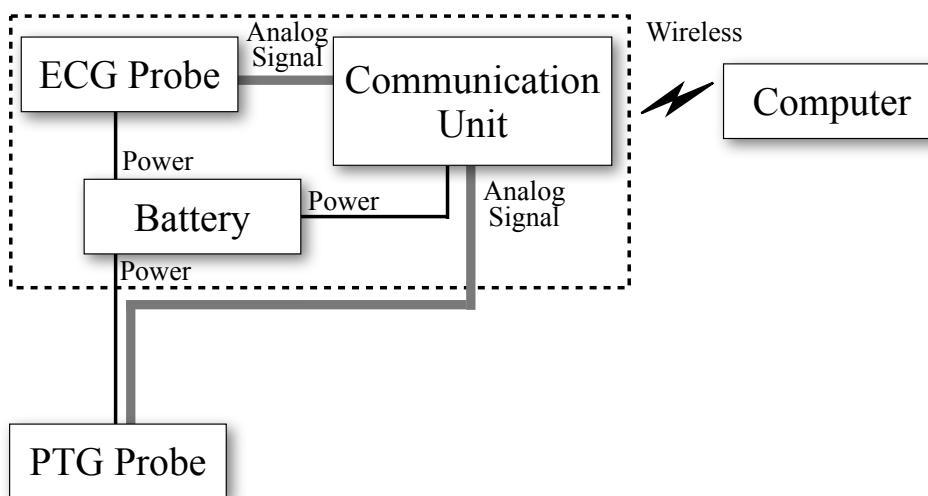 Analog
Signal
Wireless
ECG Probe
Communication
Unit
Computer
Power
Battery
Power
Analog
Signal
Power
PTG Probe